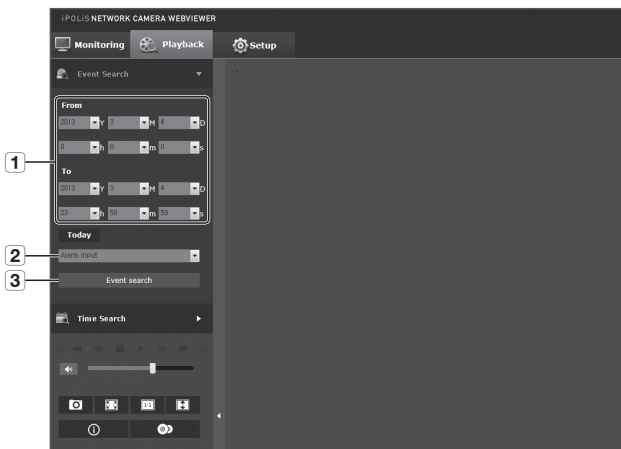 iPOLiS NETWORK CAMERA WEBVIEWER
Monitoring Playback Setup
Event Search
From
2013 Y 3 M 4 D
0 h 0 m 0 s
1
To
2013 Y 3 M 4 D
23 h 59 m 59 s
Today
2 Alarm input
3 Event search
Time Search
1:1